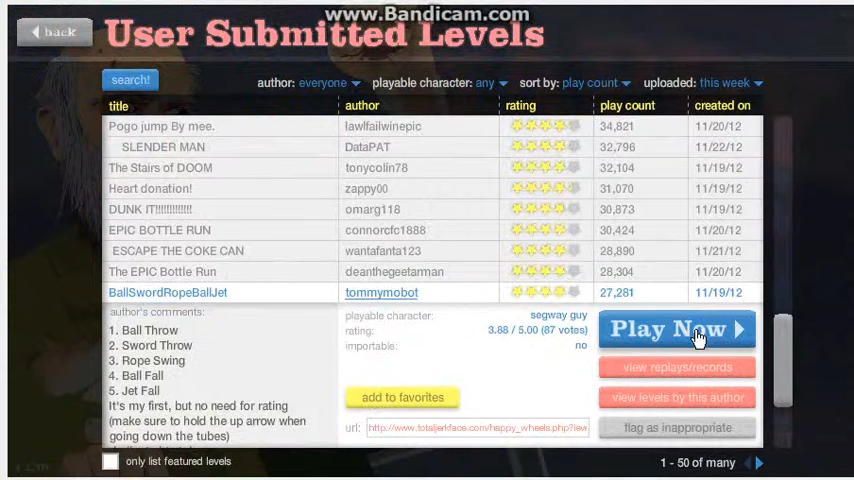 www.Bandicam.com
back
User Submitted Levels
search!
author: everyone playable character: any sort by: play count uploaded: this week
title author rating play count created on
Pogo jump By mee. lawlfailwinepic 34,821 11/20/12
SLENDER MAN DataPAT 32,796 11/22/12
The Stairs of DOOM tonycolin78 32,104 11/19/12
Heart donation! zappy00 31,070 11/19/12
DUNK IT!!!!!!!!!!!!! omarg118 30,873 11/19/12
EPIC BOTTLE RUN connorcfc1888 30,424 11/20/12
ESCAPE THE COKE CAN wantafanta123 28,890 11/21/12
The EPIC Bottle Run deanthegeetarman 28,304 11/20/12
BallSwordRopeBallJet tommymobot 27,281 11/19/12
author's comments:
1. Ball Throw
2. Sword Throw
3. Rope Swing
4. Ball Fall
5. Jet Fall
It's my first, but no need for rating
(make sure to hold the up arrow when
going down the tubes)
playable character: segway guy
rating: 3.88 / 5.00 (87 votes)
importable: no
add to favorites
url: http://www.totaljerkface.com/happy_wheels.php?lev
Play Now
view replays/records
view levels by this author
flag as inappropriate
only list featured levels
1 - 50 of many